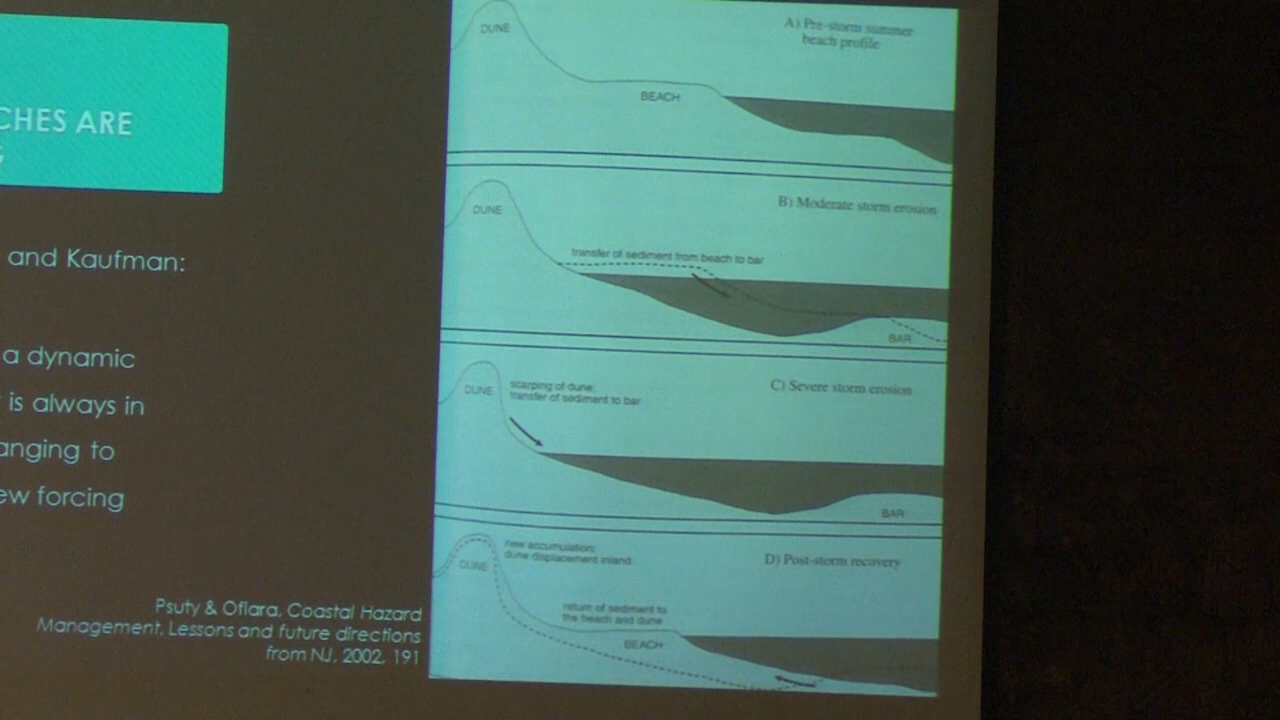 CHES ARE
G
and Kaufman:
a dynamic
is always in
anging to
ew forcing
Psuty & Ofiara, Coastal Hazard
Management, Lessons and future directions
from NJ, 2002, 191
A) Pre-storm summer
beach profile
DUNE
BEACH
B) Moderate storm erosion
DUNE
transfer of sediment from beach to bar
BAR
C) Severe storm erosion
DUNE
scarping of dune;
transfer of sediment to bar
BAR
D) Post-storm recovery
new accumulation;
dune displacement inland
DUNE
return of sediment to
the beach and dune
BEACH